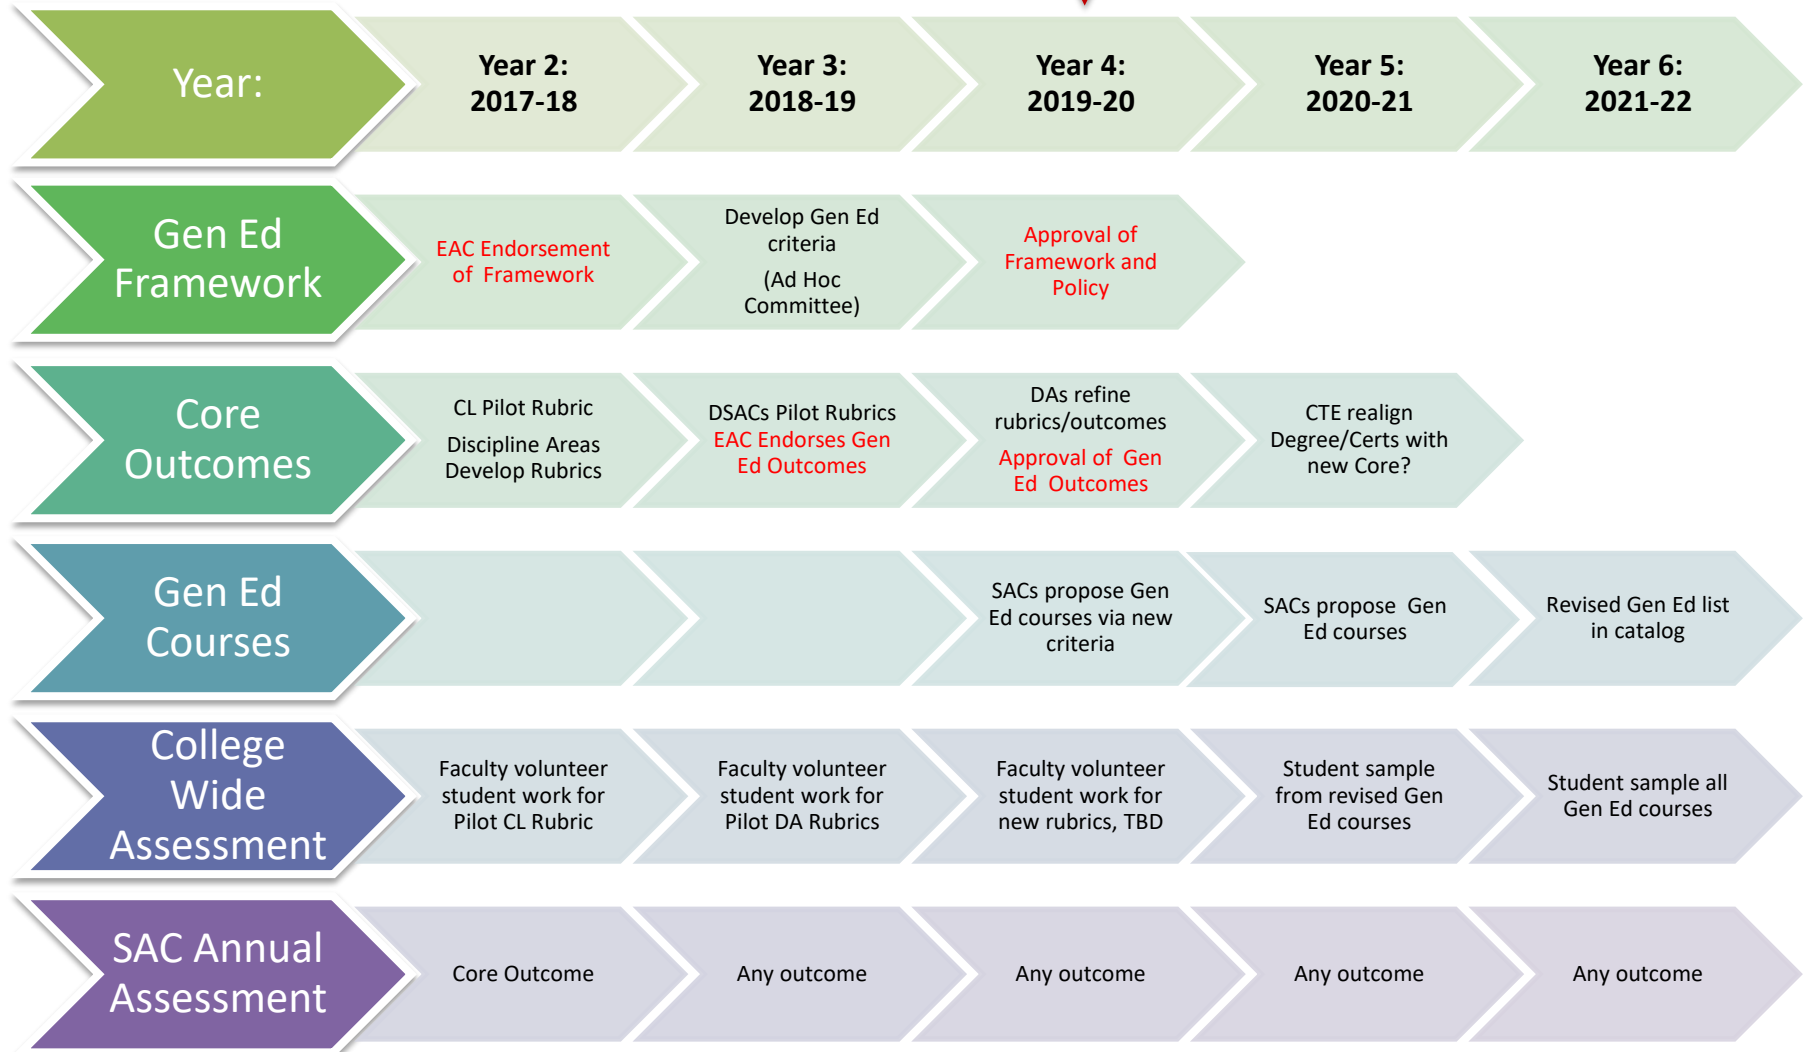 Year:
Year 2:
2017-18
Year 3:
2018-19
Year 4:
2019-20
Year 5:
2020-21
Year 6:
2021-22
Gen Ed
Framework
EAC Endorsement
of Framework
Develop Gen Ed
criteria
(Ad Hoc
Committee)
Approval of
Framework and
Policy
Core
Outcomes
CL Pilot Rubric
Discipline Areas
Develop Rubrics
DSACs Pilot Rubrics
EAC Endorses Gen
Ed Outcomes
DAs refine
rubrics/outcomes
Approval of Gen
Ed Outcomes
CTE realign
Degree/Certs with
new Core?
Gen Ed
Courses
SACs propose Gen
Ed courses via new
criteria
SACs propose Gen
Ed courses
Revised Gen Ed list
in catalog
College
Wide
Assessment
Faculty volunteer
student work for
Pilot CL Rubric
Faculty volunteer
student work for
Pilot DA Rubrics
Faculty volunteer
student work for
new rubrics, TBD
Student sample
from revised Gen
Ed courses
Student sample all
Gen Ed courses
SAC Annual
Assessment
Core Outcome
Any outcome
Any outcome
Any outcome
Any outcome